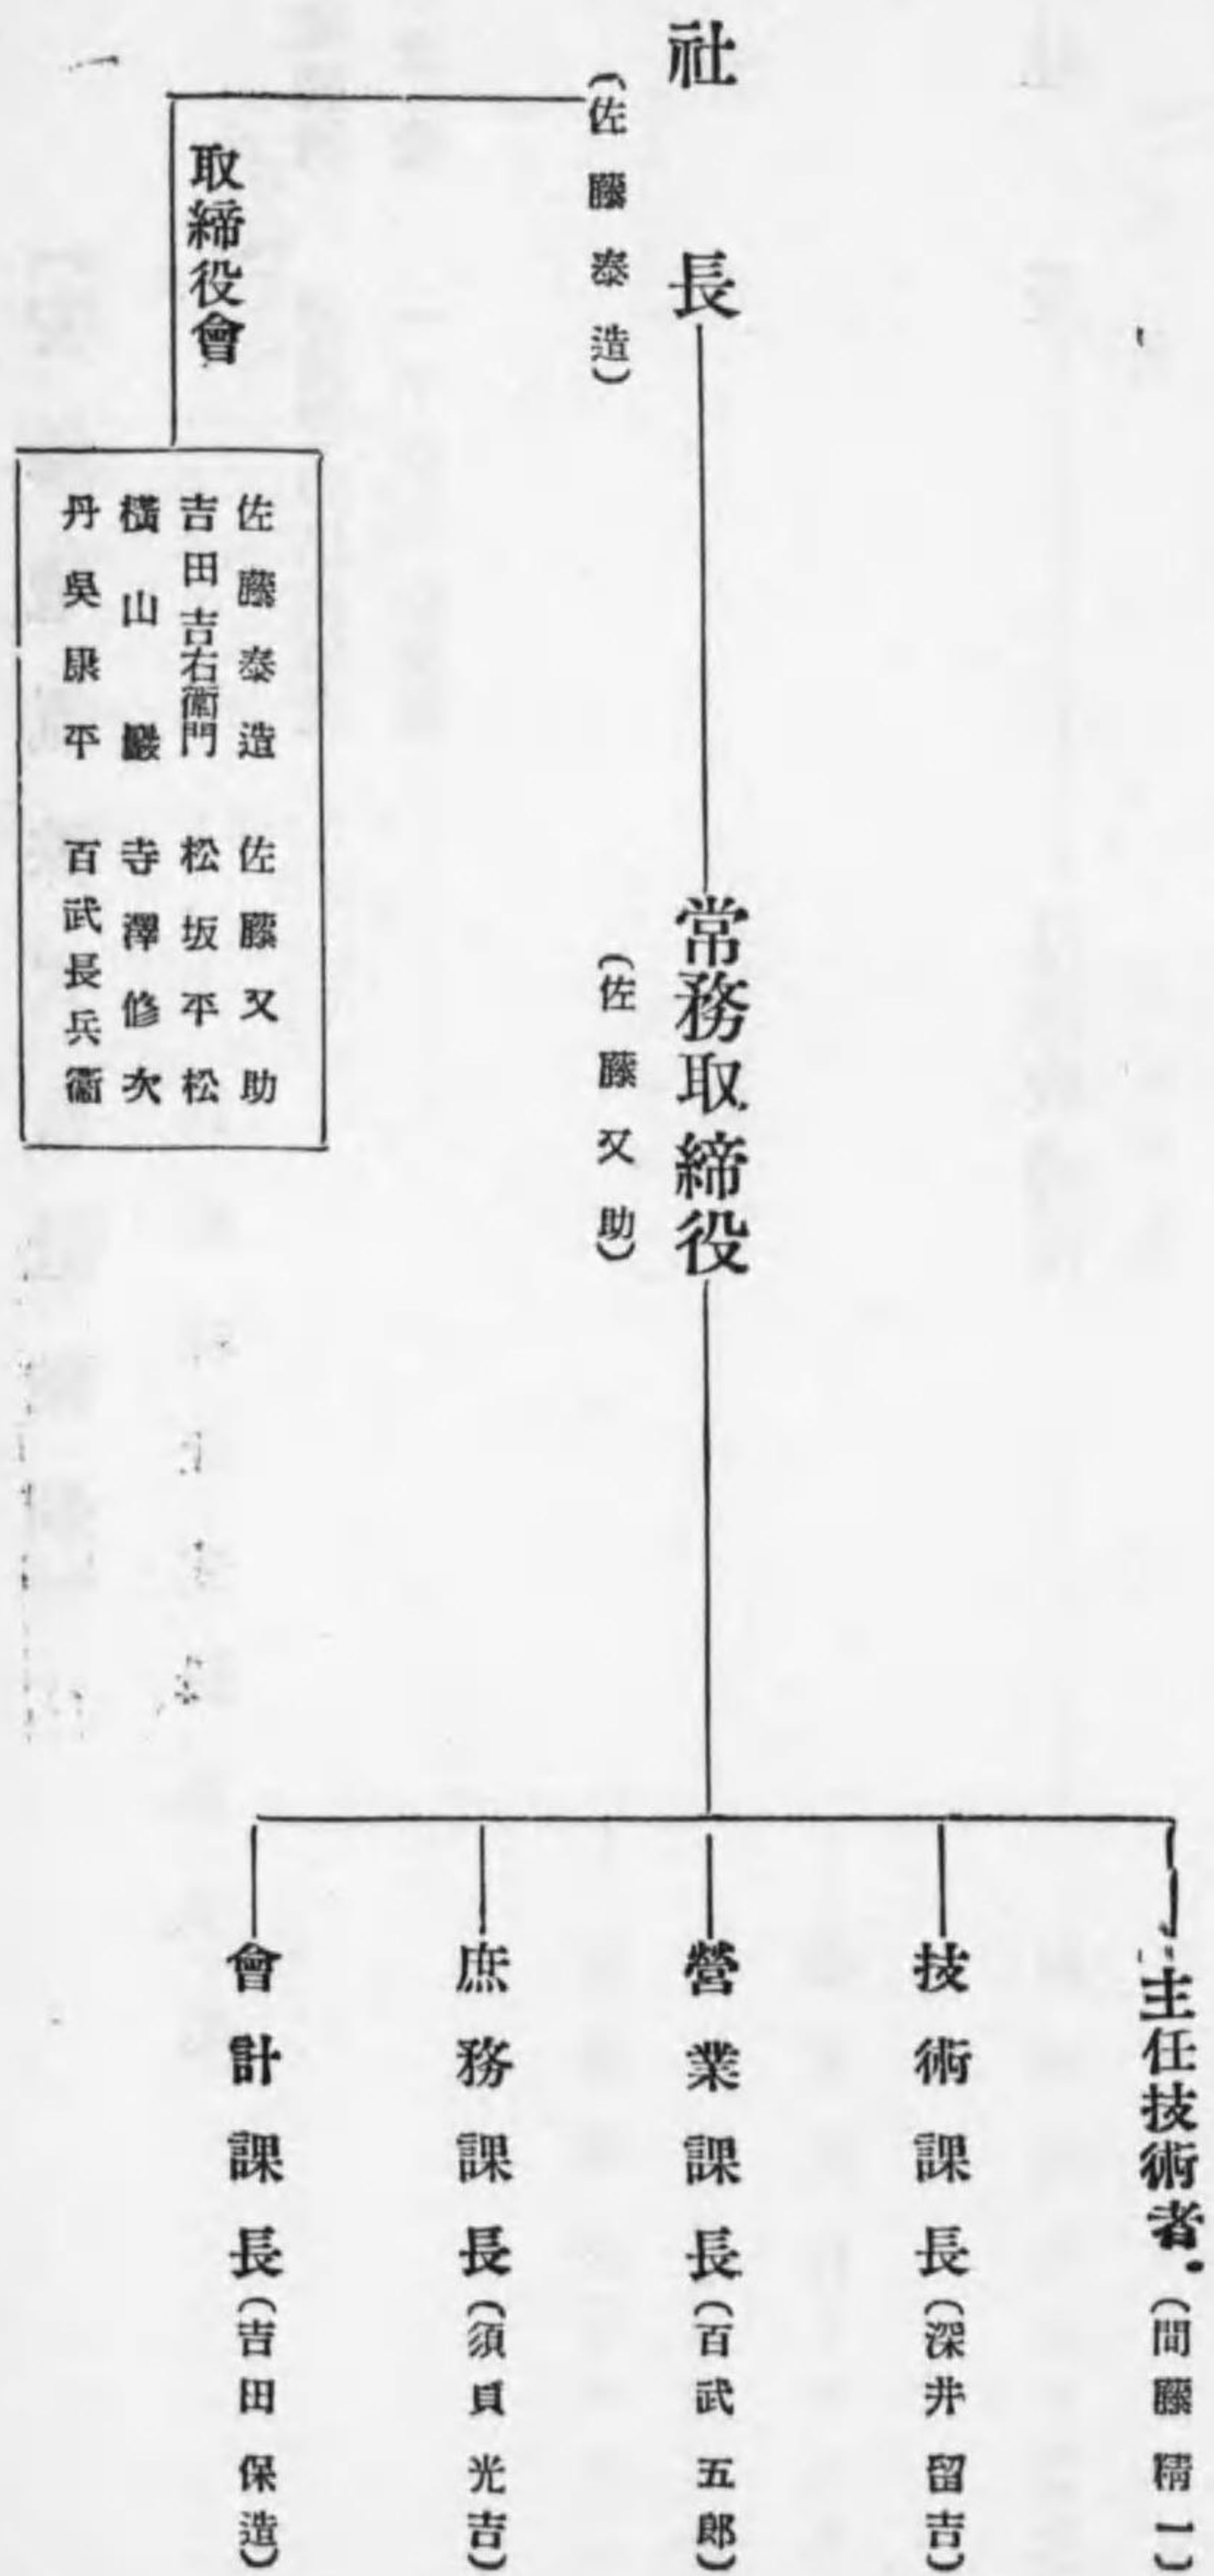 社長
(佐藤泰造)
取締役會
佐藤泰造 佐藤又助
吉田吉右衞門 松坂平松
橫山巖 寺澤修次
丹吳康平 百武長兵衞
常務取締役
(佐藤又助)
主任技術者(間藤精一)
技術課長(深井留吉)
營業課長(百武五郎)
庶務課長(須貝光吉)
會計課長(吉田保造)